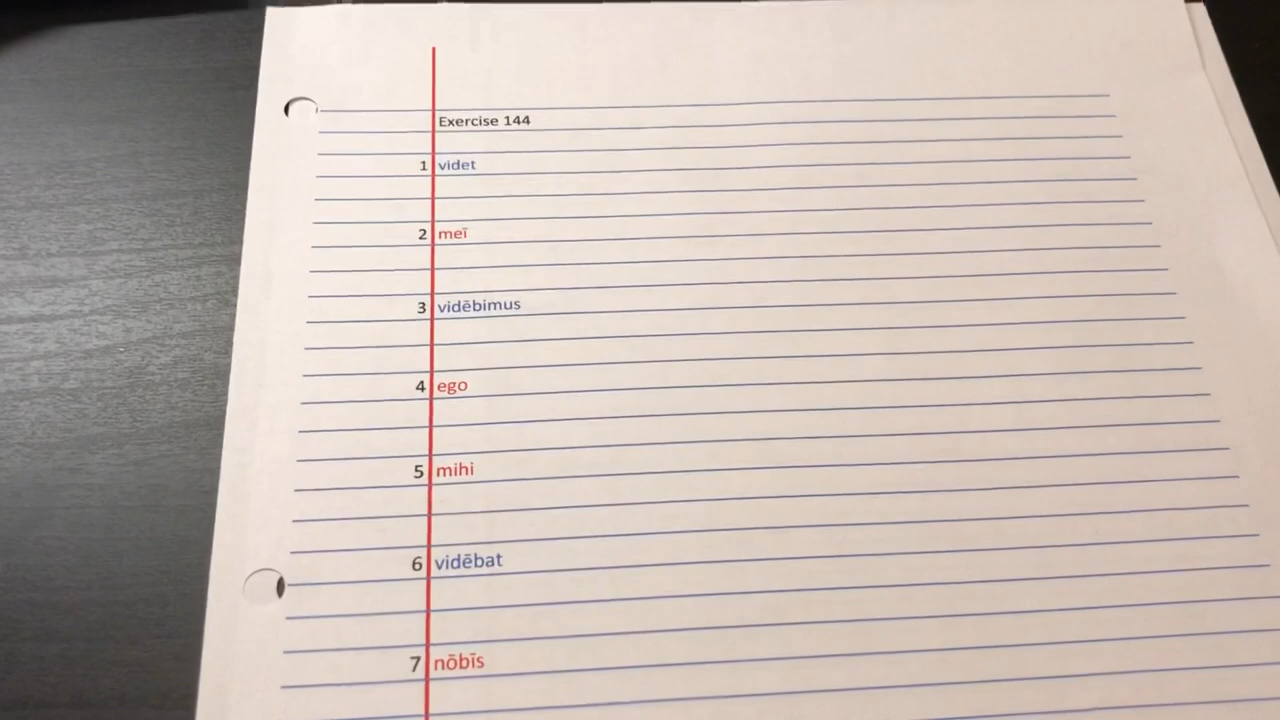 Exercise 144
1 videt
2 meī
3 vidēbimus
4 ego
5 mihi
6 vidēbat
7 nōbīs